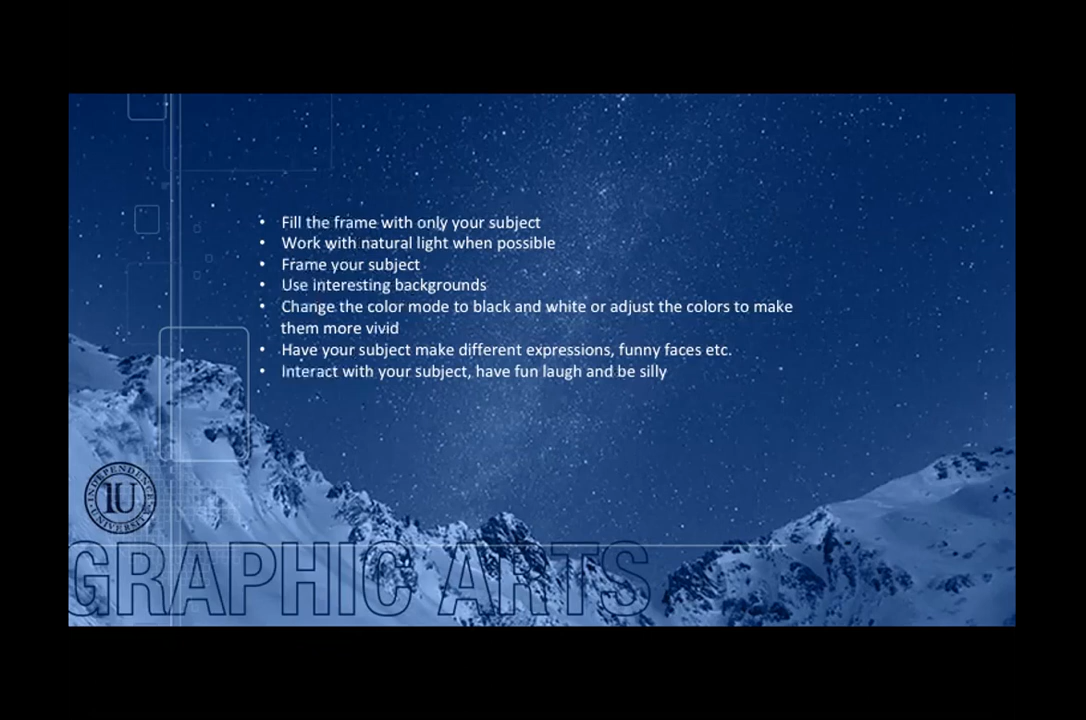 • Fill the frame with only your subject
• Work with natural light when possible
• Frame your subject
• Use interesting backgrounds
• Change the color mode to black and white or adjust the colors to make
them more vivid
• Have your subject make different expressions, funny faces etc.
• Interact with your subject, have fun laugh and be silly
INDEPENDENCE
IU
UNIVERSITY
GRAPHIC ARTS